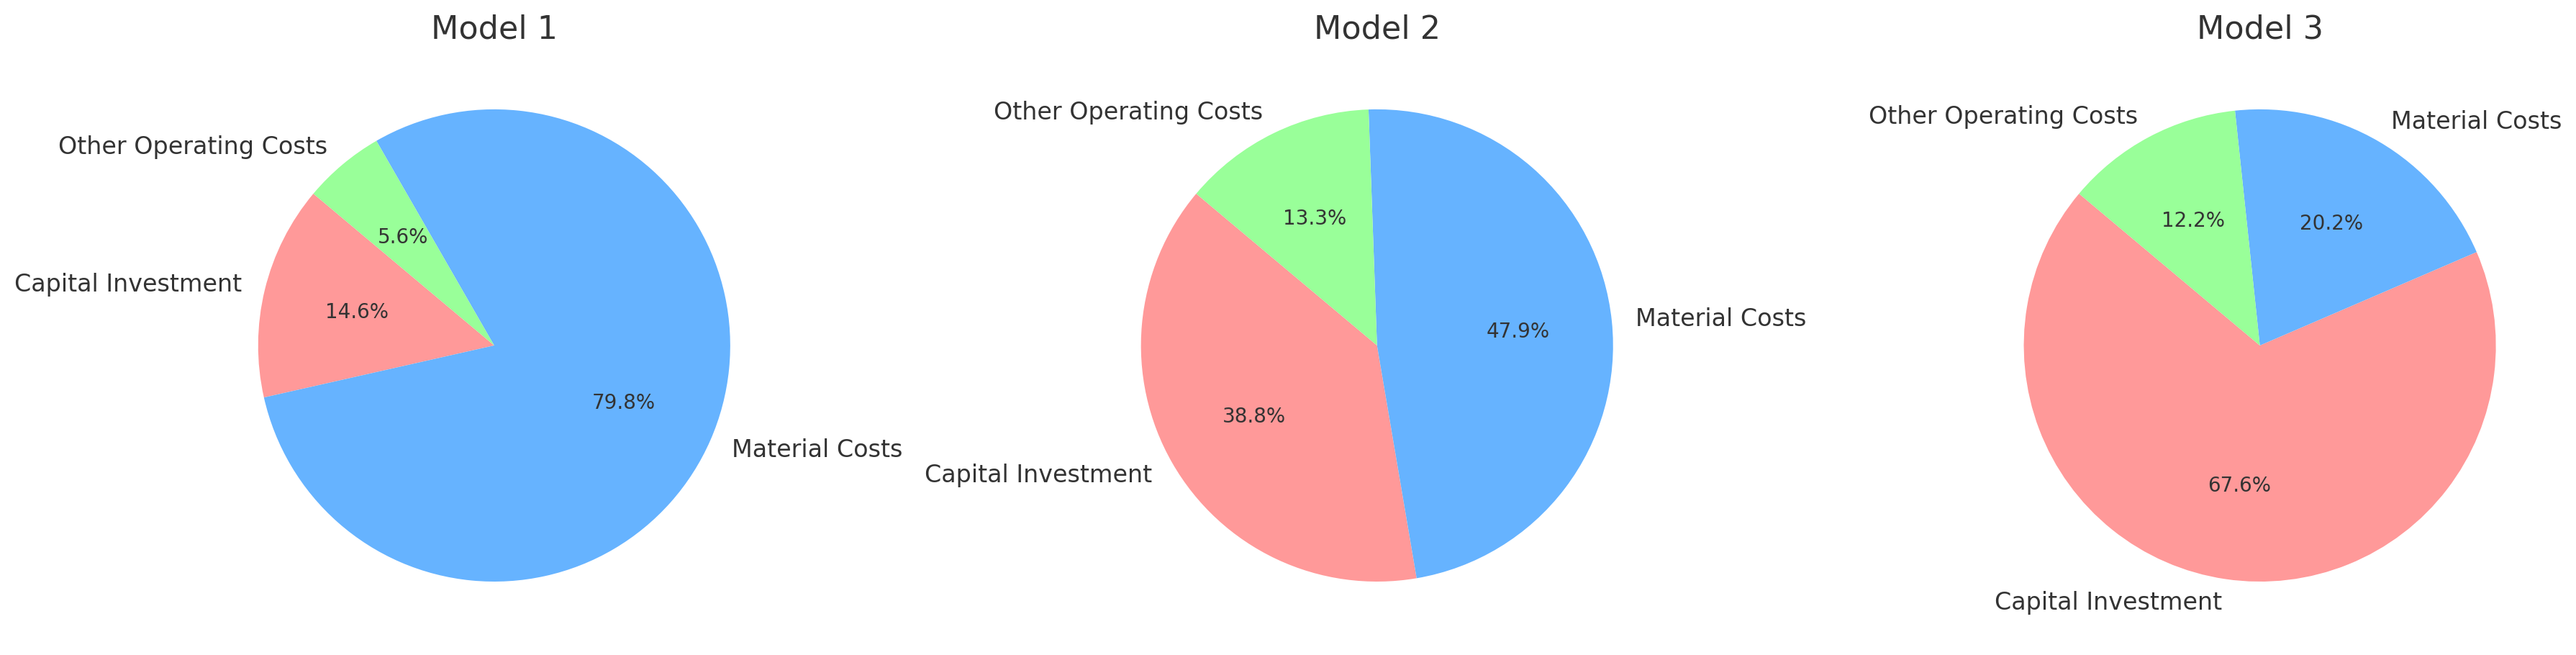 Model 1
Other Operating Costs
5.6%
Capital Investment
14.6%
79.8%
Material Costs
Model 2
Other Operating Costs
13.3%
Material Costs
47.9%
38.8%
Capital Investment
Model 3
Other Operating Costs
Material Costs
12.2%
20.2%
67.6%
Capital Investment